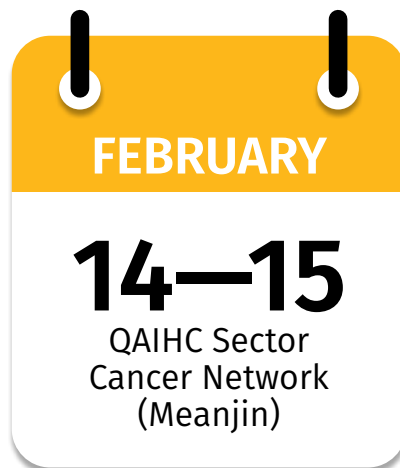 FEBRUARY
14—15
QAIHC Sector
Cancer Network
(Meanjin)